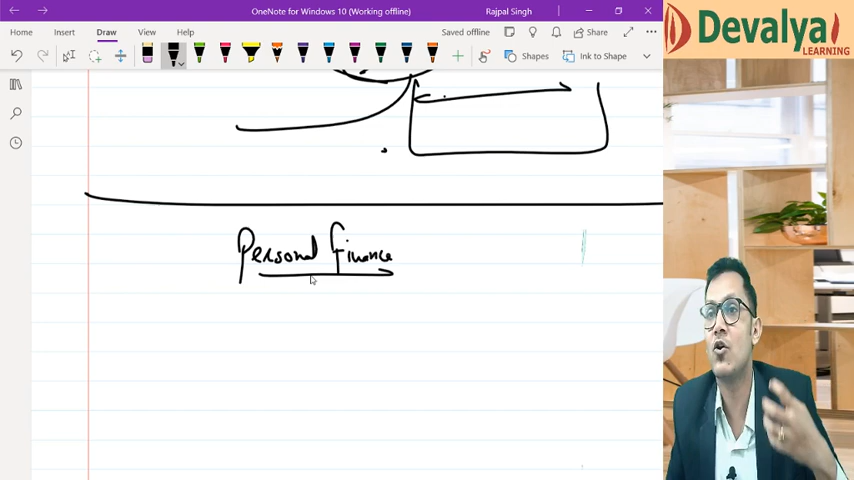 OneNote for Windows 10 (Working offline)
Rajpal Singh
Home Insert Draw View Help
Saved offline
Share
Shapes
Ink to Shape
Devalya
LEARNING
Personal Finance